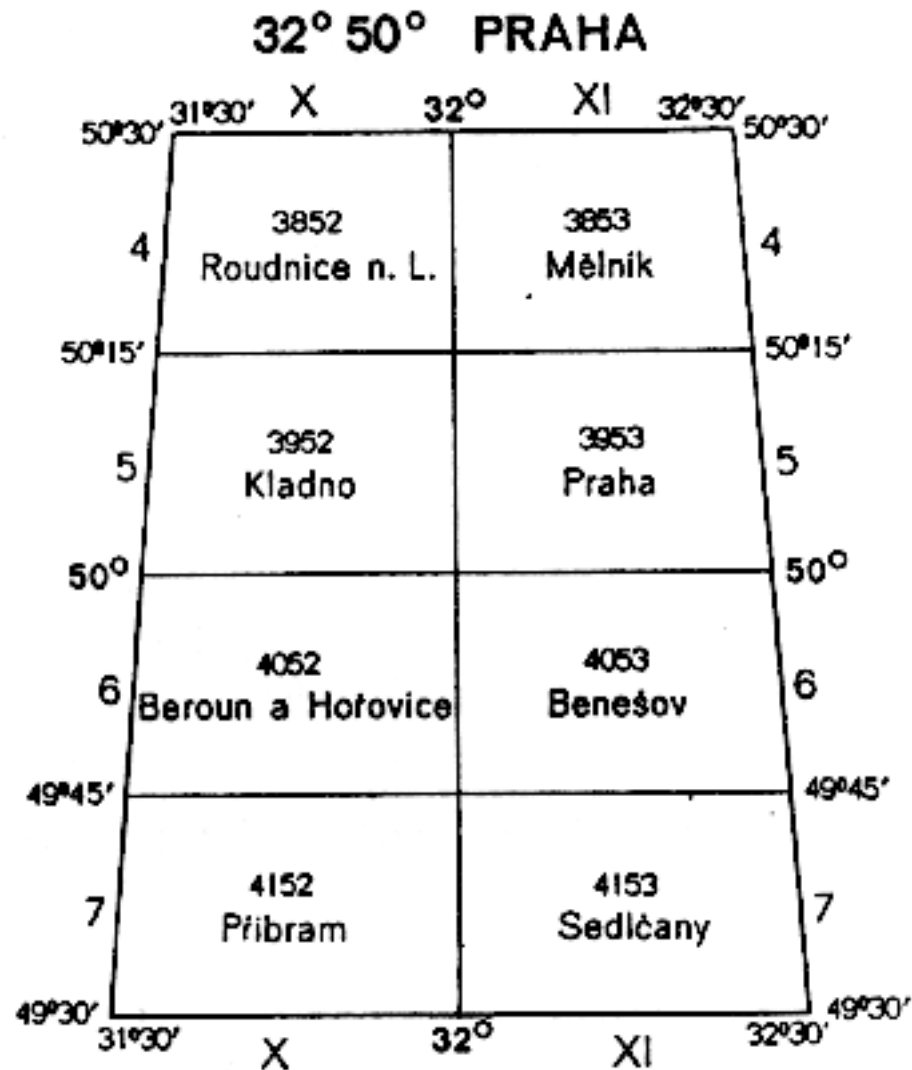 32° 50° PRAHA
31°30′ X 32° XI 32°30′
50°30′ 50°30′
3852 3853
4 Roudnice n. L. Mělník 4
50°15′ 50°15′
3952 3953
5 Kladno Praha 5
50° 50°
4052 4053
6 Beroun a Hořovice Benešov 6
49°45′ 49°45′
4152 4153
7 Příbram Sedlčany 7
49°30′ 49°30′
31°30′ X 32° XI 32°30′